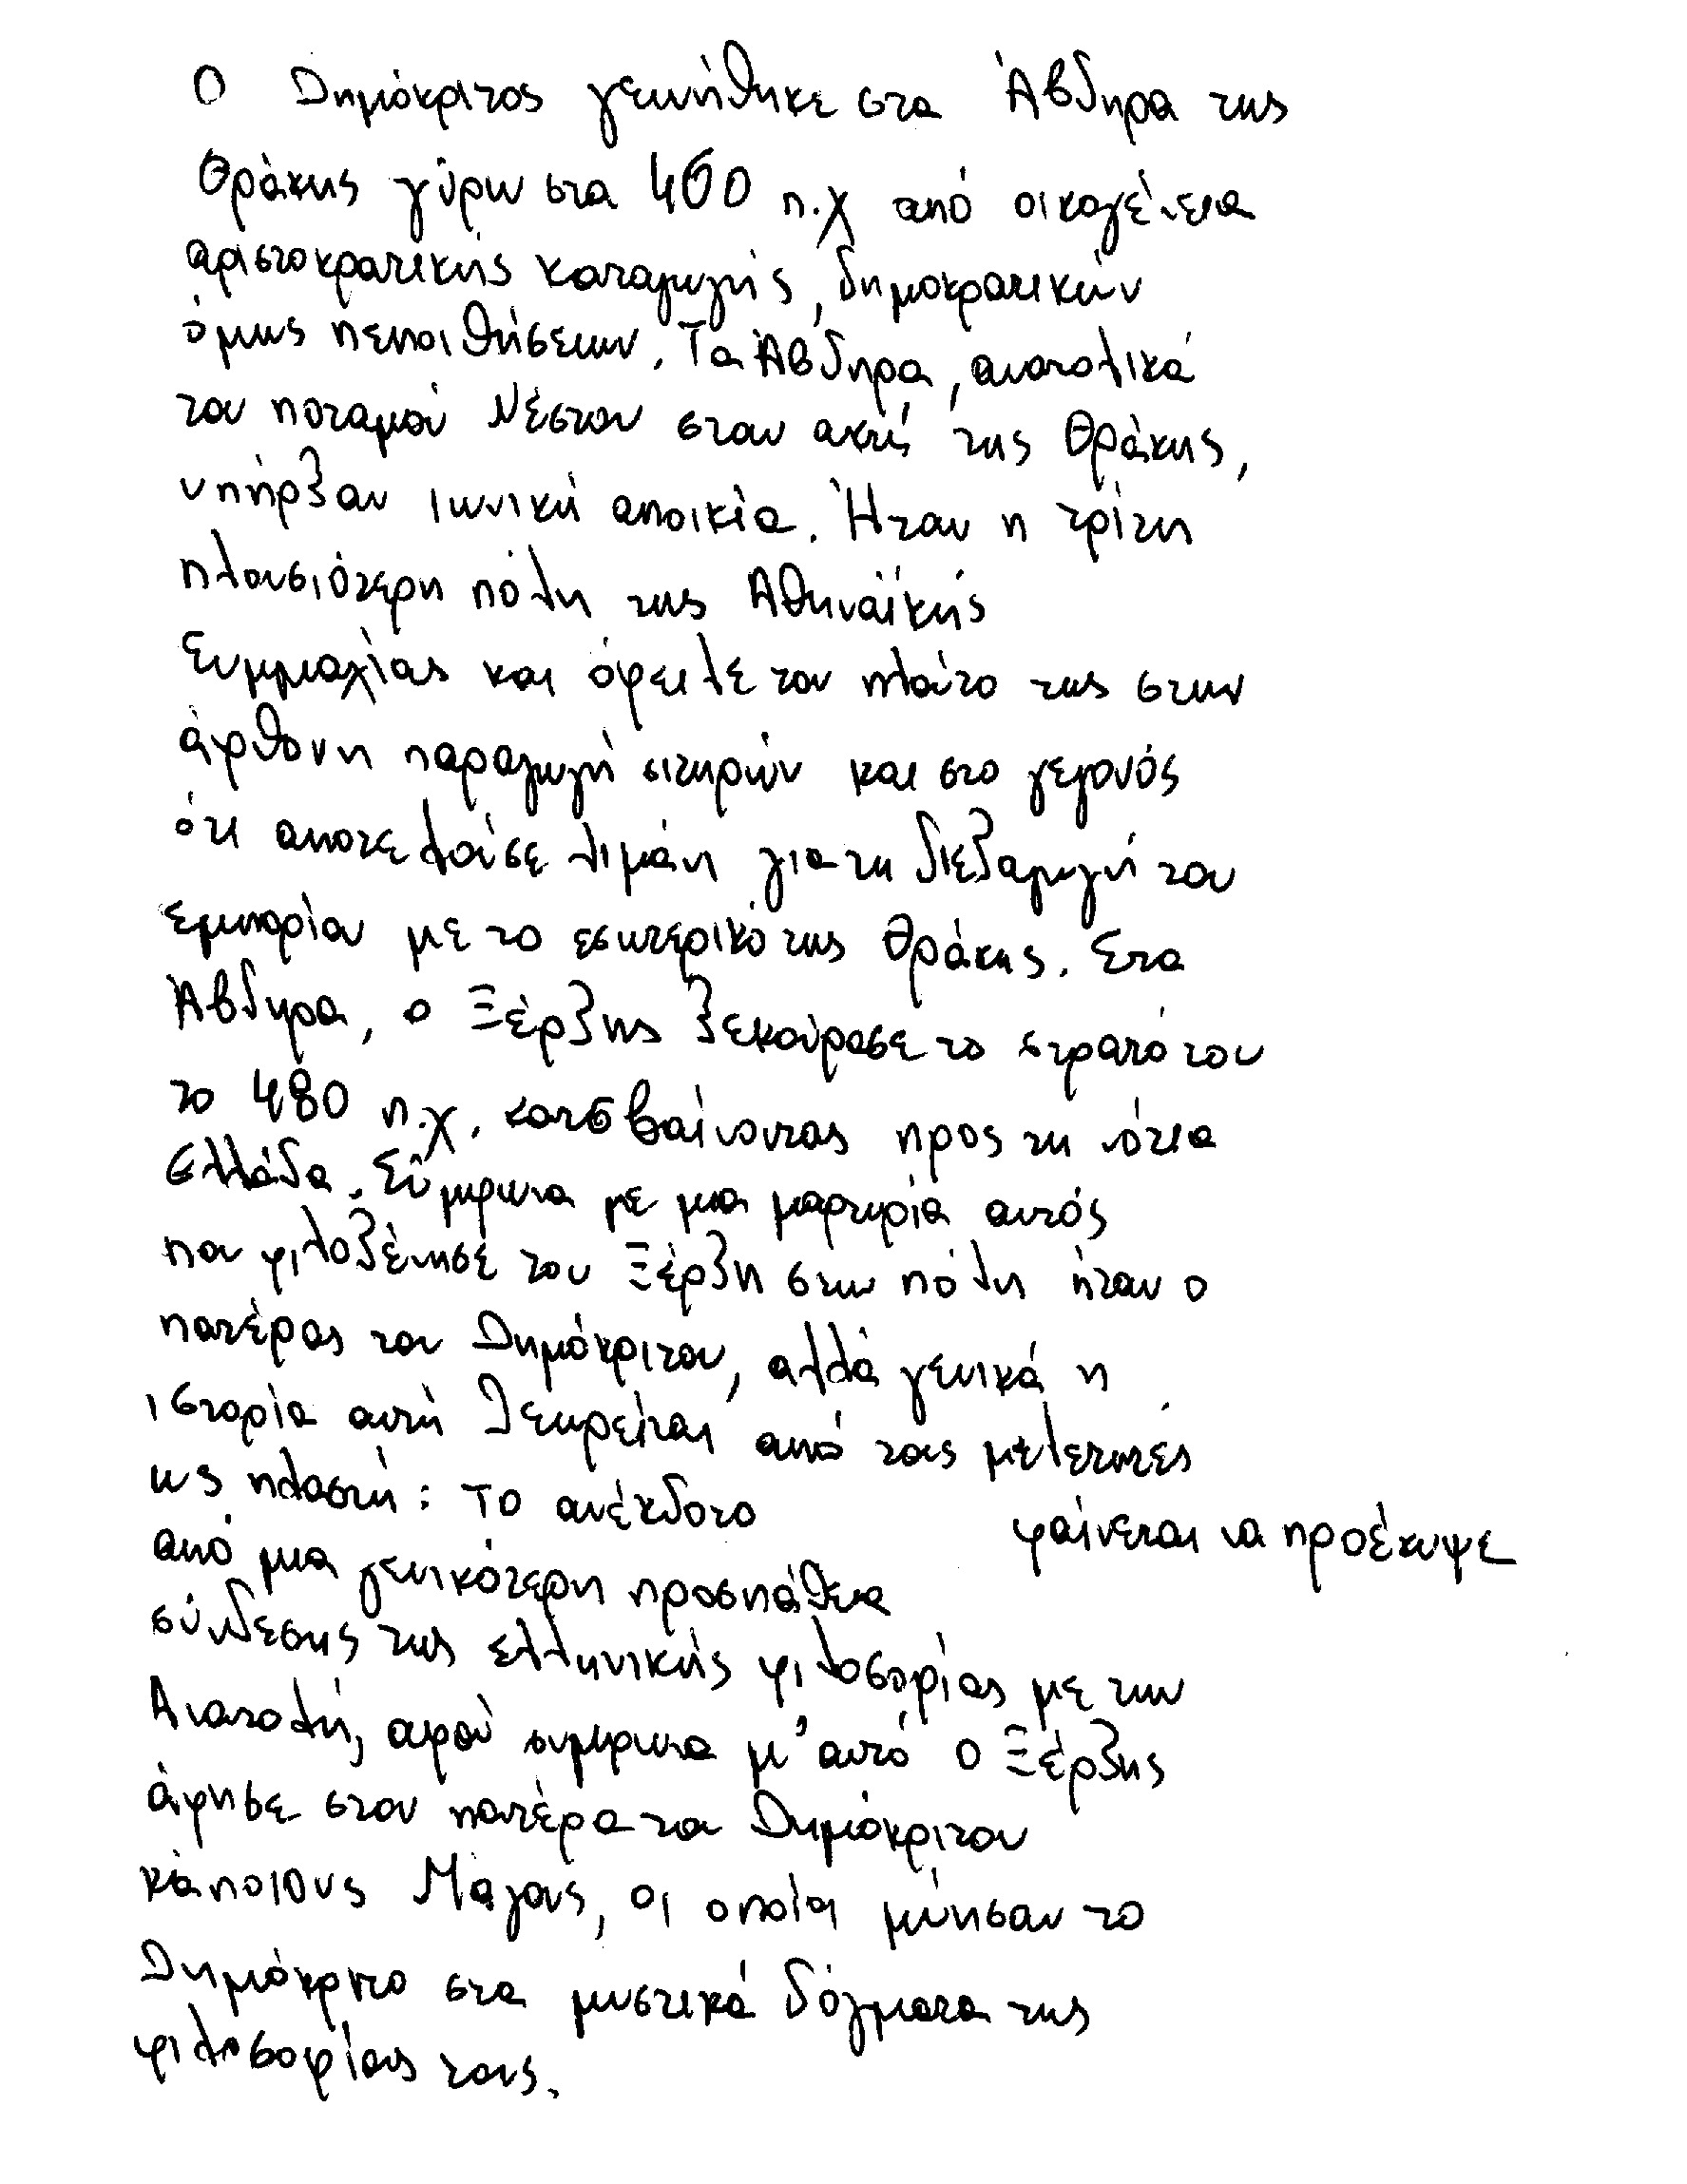 Ο Δημόκριτος γεννήθηκε στα Άβδηρα της
Θράκης γύρω στα 460 π.χ από οικογένεια
αριστοκρατικής καταγωγής, δημοκρατικών
όμως πεποιθήσεων. Τα Άβδηρα, ανατολικά
του ποταμού Νέστου στην ακτή της Θράκης,
υπήρξαν ιωνική αποικία. Ήταν η τρίτη
πλουσιότερη πόλη της Αθηναϊκής
Συμμαχίας και όφειλε τον πλούτο της στην
άφθονη παραγωγή σιτηρών και στο γεγονός
ότι αποτελούσε λιμάνι για τη διεξαγωγή του
εμπορίου με το εσωτερικό της Θράκης. Στα
Άβδηρα, ο Ξέρξης ξεκούρασε το στρατό του
το 480 π.χ. κατεβαίνοντας προς τη νότια
Ελλάδα. Σύμφωνα με μια μαρτυρία αυτός
που φιλοξένησε τον Ξέρξη στην πόλη ήταν ο
πατέρας του Δημόκριτου, αλλά γενικά η
ιστορία αυτή θεωρείται από τους μελετητές
ως πλαστή: Το ανέκδοτο φαίνεται να προέκυψε
από μια γενικότερη προσπάθεια
σύνδεσης της ελληνικής φιλοσοφίας με την
Ανατολή, αφού σύμφωνα μ' αυτό ο Ξέρξης
άφησε στον πατέρα του Δημόκριτου
κάποιους Μάγους, οι οποίοι μύησαν το
Δημόκριτο στα μυστικά δόγματα της
φιλοσοφίας τους.